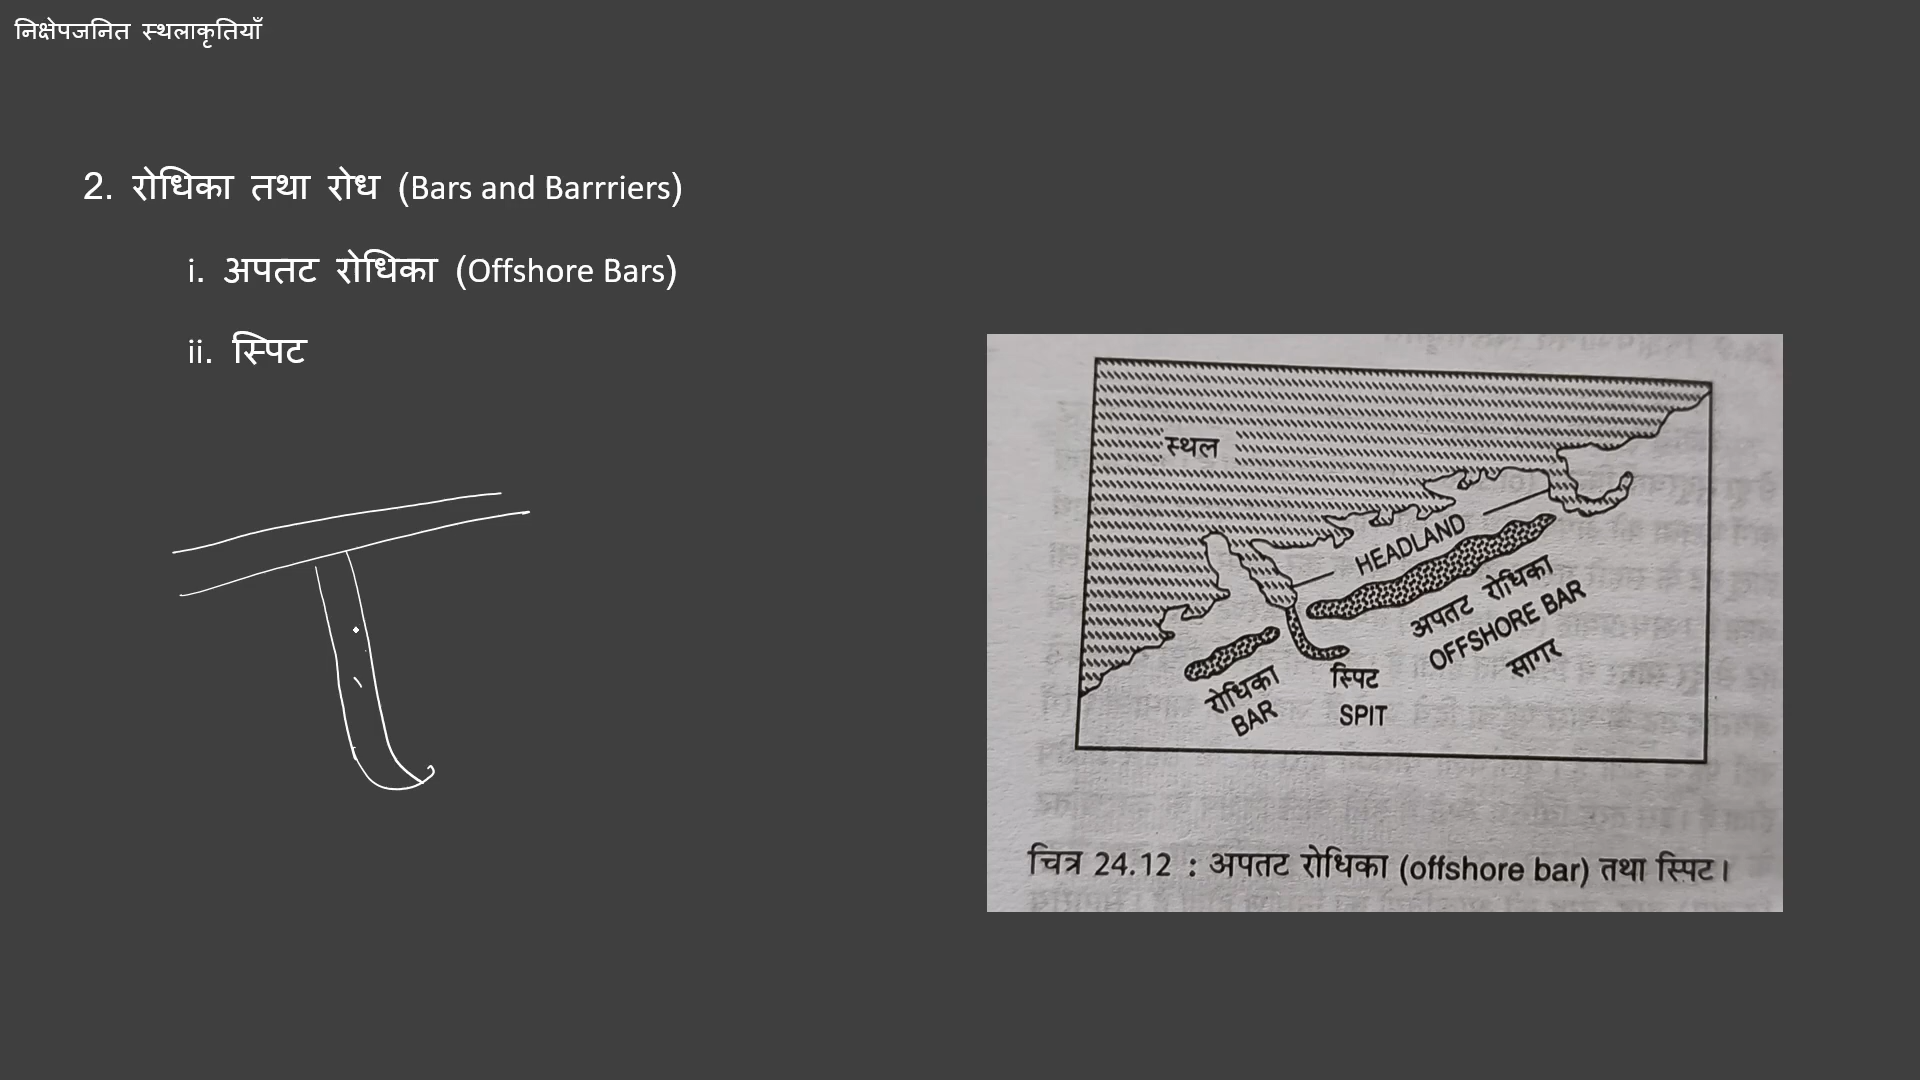 निक्षेपजनित स्थलाकृतियाँ
2. रोधिका तथा रोध (Bars and Barrriers)
i. अपतट रोधिका (Offshore Bars)
ii. स्पिट
स्थल
HEADLAND
अपतट रोधिका
OFFSHORE BAR
सागर
रोधिका
BAR
स्पिट
SPIT
चित्र 24.12 : अपतट रोधिका (offshore bar) तथा स्पिट।